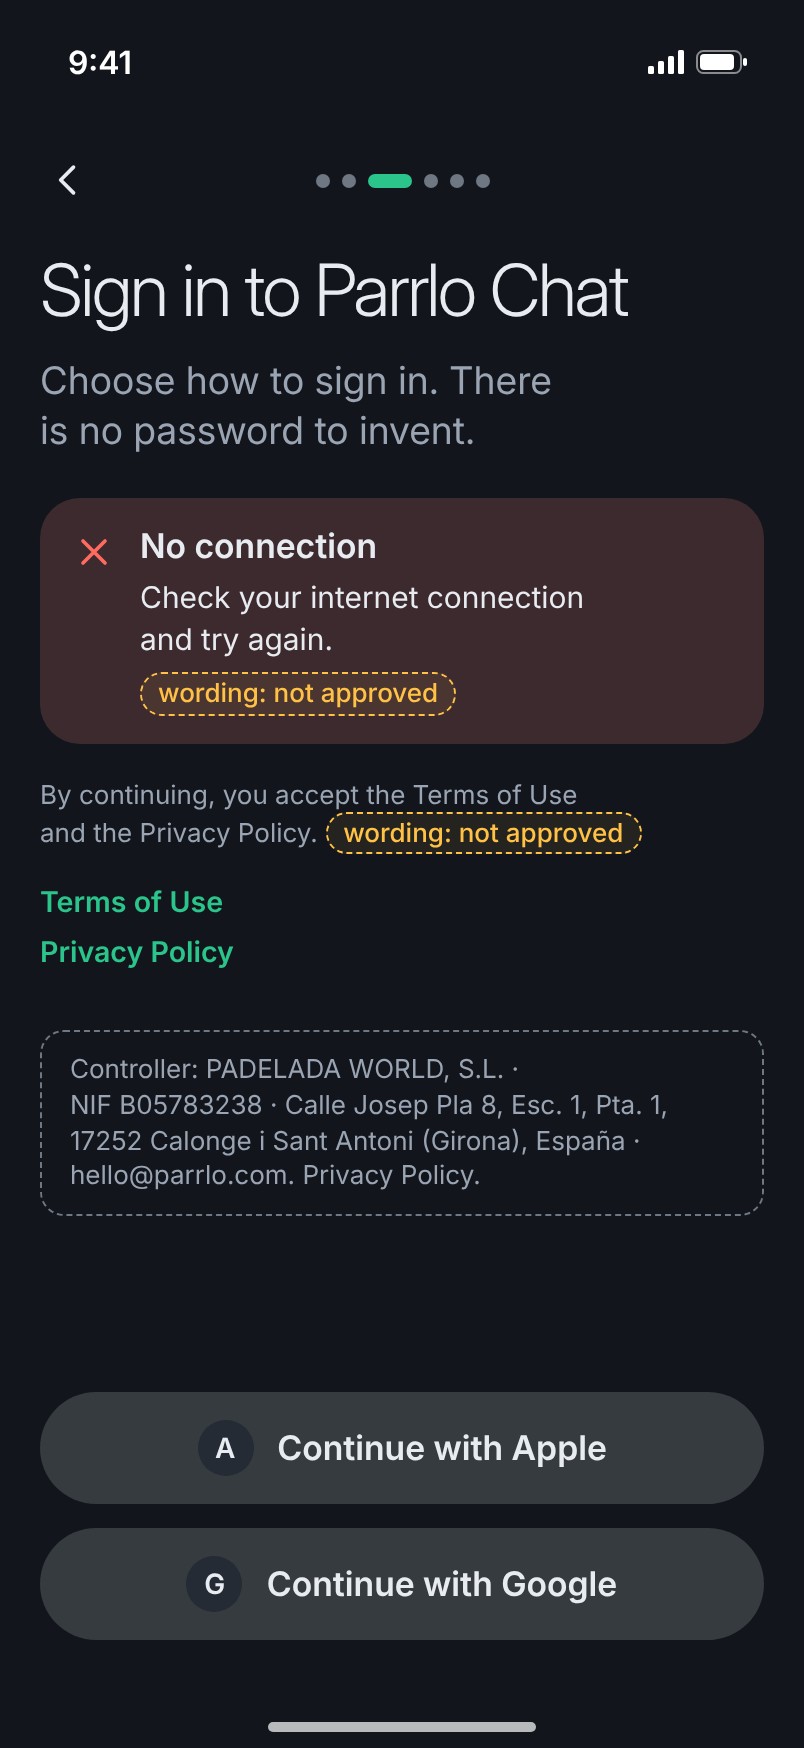 9:41
Sign in to Parrlo Chat
Choose how to sign in. There
is no password to invent.
No connection
Check your internet connection
and try again.
wording: not approved
By continuing, you accept the Terms of Use
and the Privacy Policy. wording: not approved
Terms of Use
Privacy Policy
Controller: PADELADA WORLD, S.L. ·
NIF B05783238 · Calle Josep Pla 8, Esc. 1, Pta. 1,
17252 Calonge i Sant Antoni (Girona), España ·
hello@parrlo.com. Privacy Policy.
A Continue with Apple
G Continue with Google